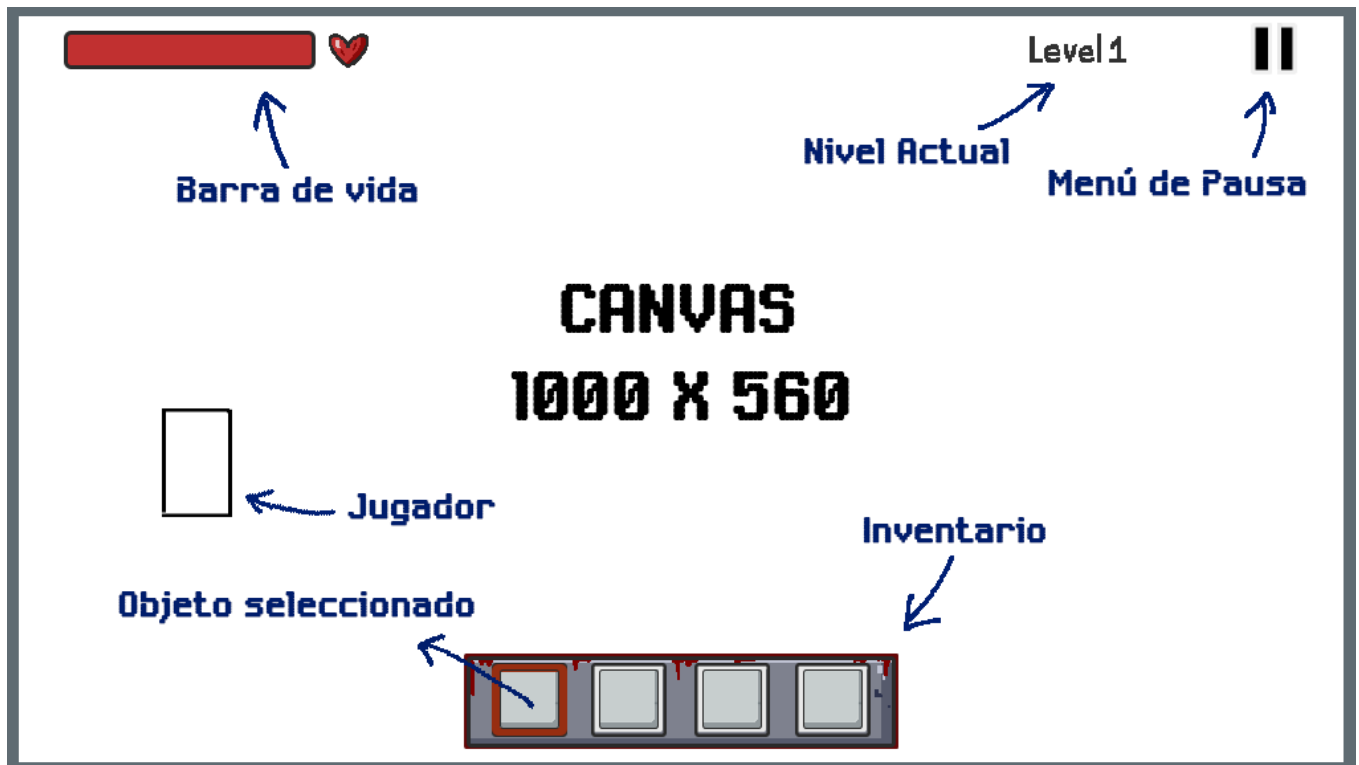 Level 1
Nivel Actual
Menú de Pausa
Barra de vida
CANVAS
1000 X 560
Jugador
Inventario
Objeto seleccionado